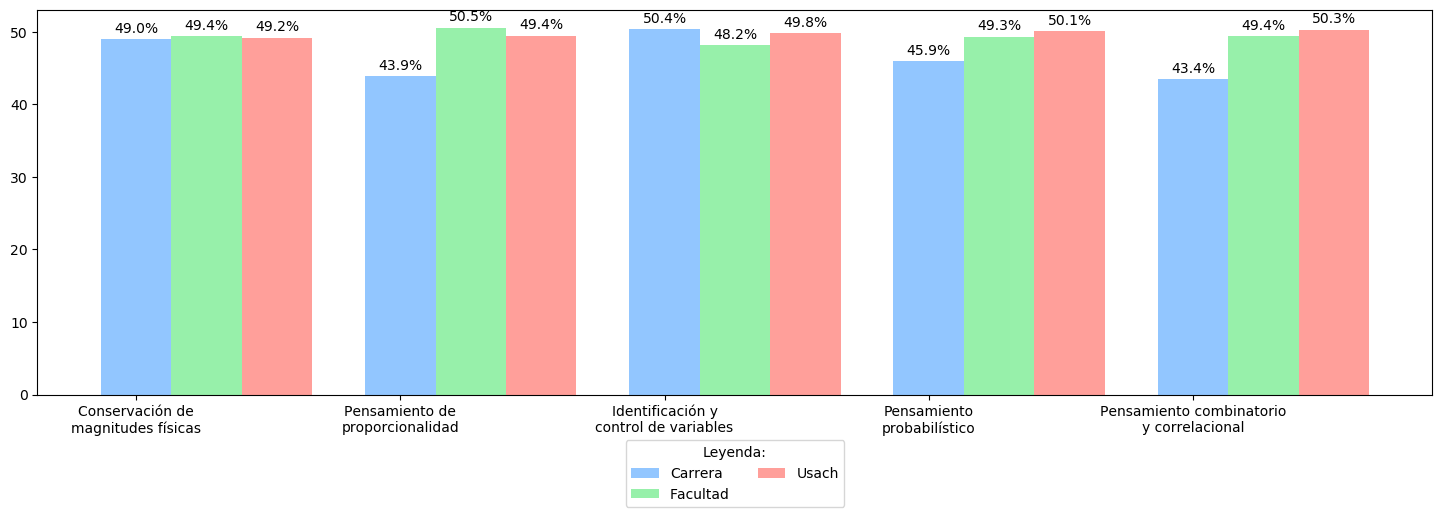 49.0%
49.4%
49.2%
43.9%
50.5%
49.4%
50.4%
48.2%
49.8%
45.9%
49.3%
50.1%
43.4%
49.4%
50.3%
50
40
30
20
10
0
Conservación de
magnitudes físicas
Pensamiento de
proporcionalidad
Identificación y
control de variables
Pensamiento
probabilístico
Pensamiento combinatorio
y correlacional
Leyenda:
Carrera
Facultad
Usach